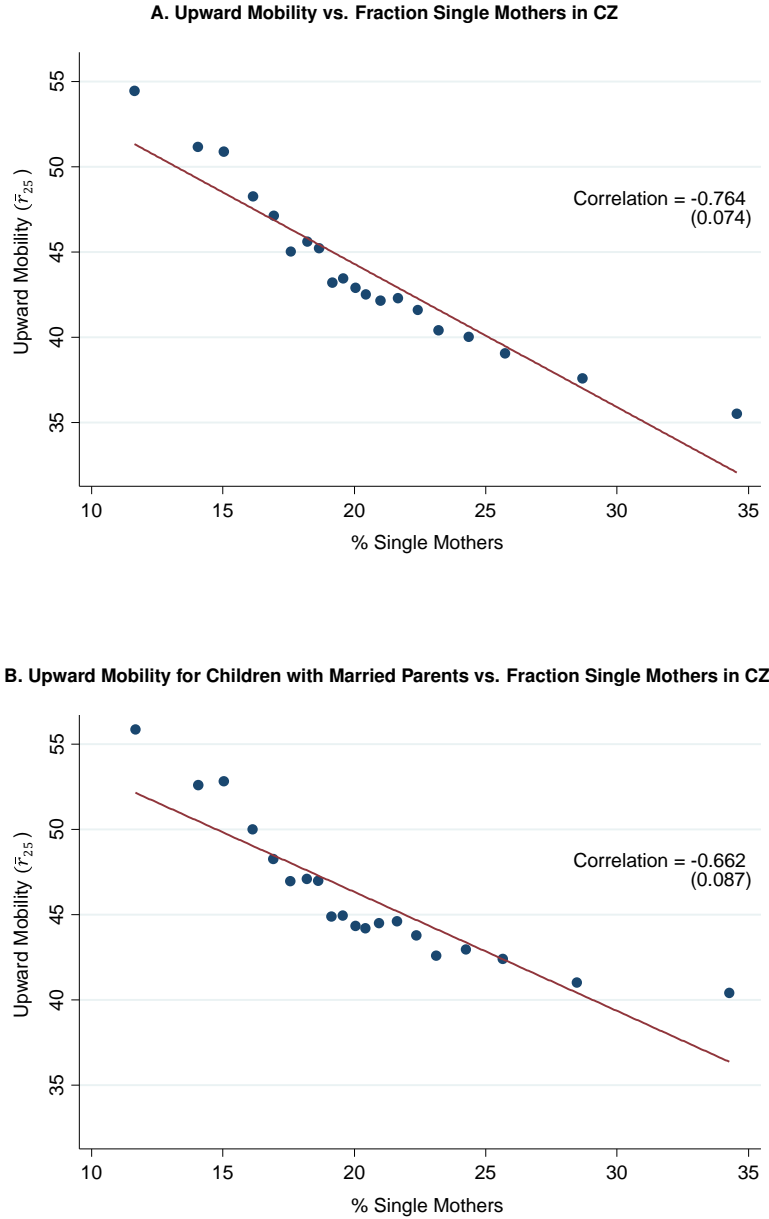 A. Upward Mobility vs. Fraction Single Mothers in CZ
55
50
45
40
35
Upward Mobility (r̄₂₅)
Correlation = -0.764
(0.074)
10 15 20 25 30 35
% Single Mothers
B. Upward Mobility for Children with Married Parents vs. Fraction Single Mothers in CZ
55
50
45
40
35
Upward Mobility (r̄₂₅)
Correlation = -0.662
(0.087)
10 15 20 25 30 35
% Single Mothers